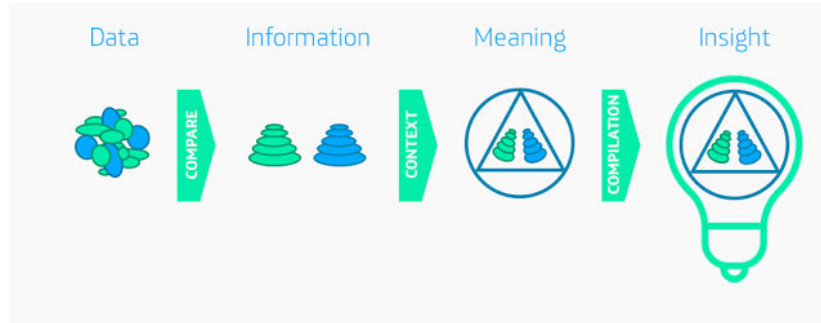 Data
Information
Meaning
Insight
COMPARE
CONTEXT
COMPILATION